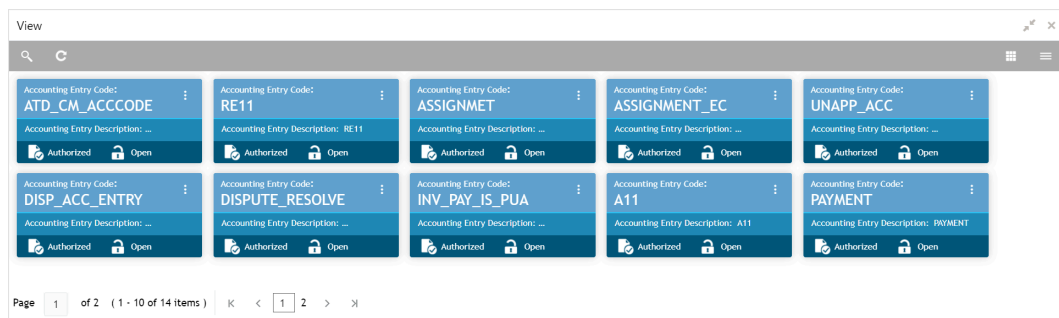 View
Accounting Entry Code:
ATD_CM_ACCCODE
Accounting Entry Description: ...
Authorized Open
Accounting Entry Code:
RE11
Accounting Entry Description: RE11
Authorized Open
Accounting Entry Code:
ASSIGNMET
Accounting Entry Description: ...
Authorized Open
Accounting Entry Code:
ASSIGNMENT_EC
Accounting Entry Description: ...
Authorized Open
Accounting Entry Code:
UNAPP_ACC
Accounting Entry Description: ...
Authorized Open
Accounting Entry Code:
DISP_ACC_ENTRY
Accounting Entry Description: ...
Authorized Open
Accounting Entry Code:
DISPUTE_RESOLVE
Accounting Entry Description: ...
Authorized Open
Accounting Entry Code:
INV_PAY_IS_PUA
Accounting Entry Description: ...
Authorized Open
Accounting Entry Code:
A11
Accounting Entry Description: A11
Authorized Open
Accounting Entry Code:
PAYMENT
Accounting Entry Description: PAYMENT
Authorized Open
Page 1 of 2 ( 1 - 10 of 14 items ) 1 2